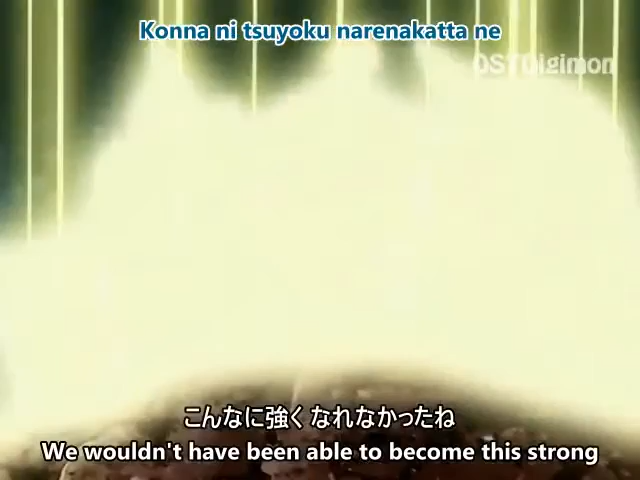 Konna ni tsuyoku narenakatta ne
OSTDigimon
こんなに強く なれなかったね
We wouldn't have been able to become this strong